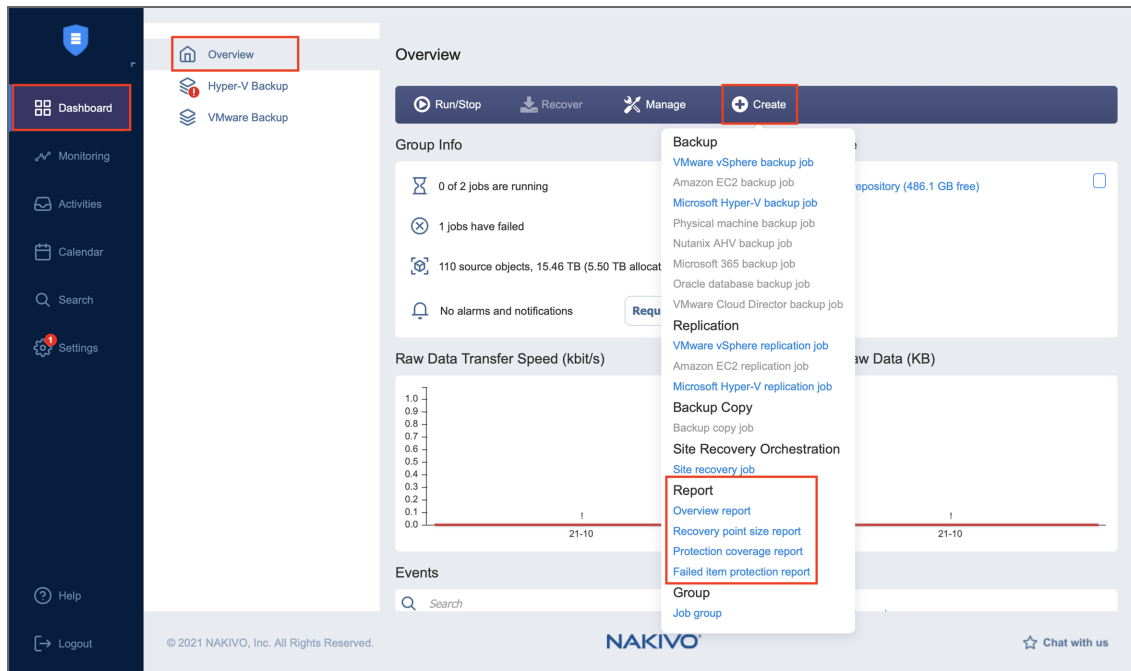 Dashboard
Monitoring
Activities
Calendar
Search
1
Settings
Help
Logout
Overview
Hyper-V Backup
VMware Backup
Overview
Run/Stop
Recover
Manage
Create
Group Info
0 of 2 jobs are running
1 jobs have failed
110 source objects, 15.46 TB (5.50 TB allocat
No alarms and notifications
Requ
epository (486.1 GB free)
Backup
VMware vSphere backup job
Amazon EC2 backup job
Microsoft Hyper-V backup job
Physical machine backup job
Nutanix AHV backup job
Microsoft 365 backup job
Oracle database backup job
VMware Cloud Director backup job
Replication
VMware vSphere replication job
Amazon EC2 replication job
Microsoft Hyper-V replication job
Backup Copy
Backup copy job
Site Recovery Orchestration
Site recovery job
Report
Overview report
Recovery point size report
Protection coverage report
Failed item protection report
Group
Job group
Raw Data Transfer Speed (kbit/s)
1.0
0.9
0.8
0.7
0.6
0.5
0.4
0.3
0.2
0.1
0.0
21-10
aw Data (KB)
21-10
Events
Search
© 2021 NAKIVO, Inc. All Rights Reserved.
NAKIVO
Chat with us